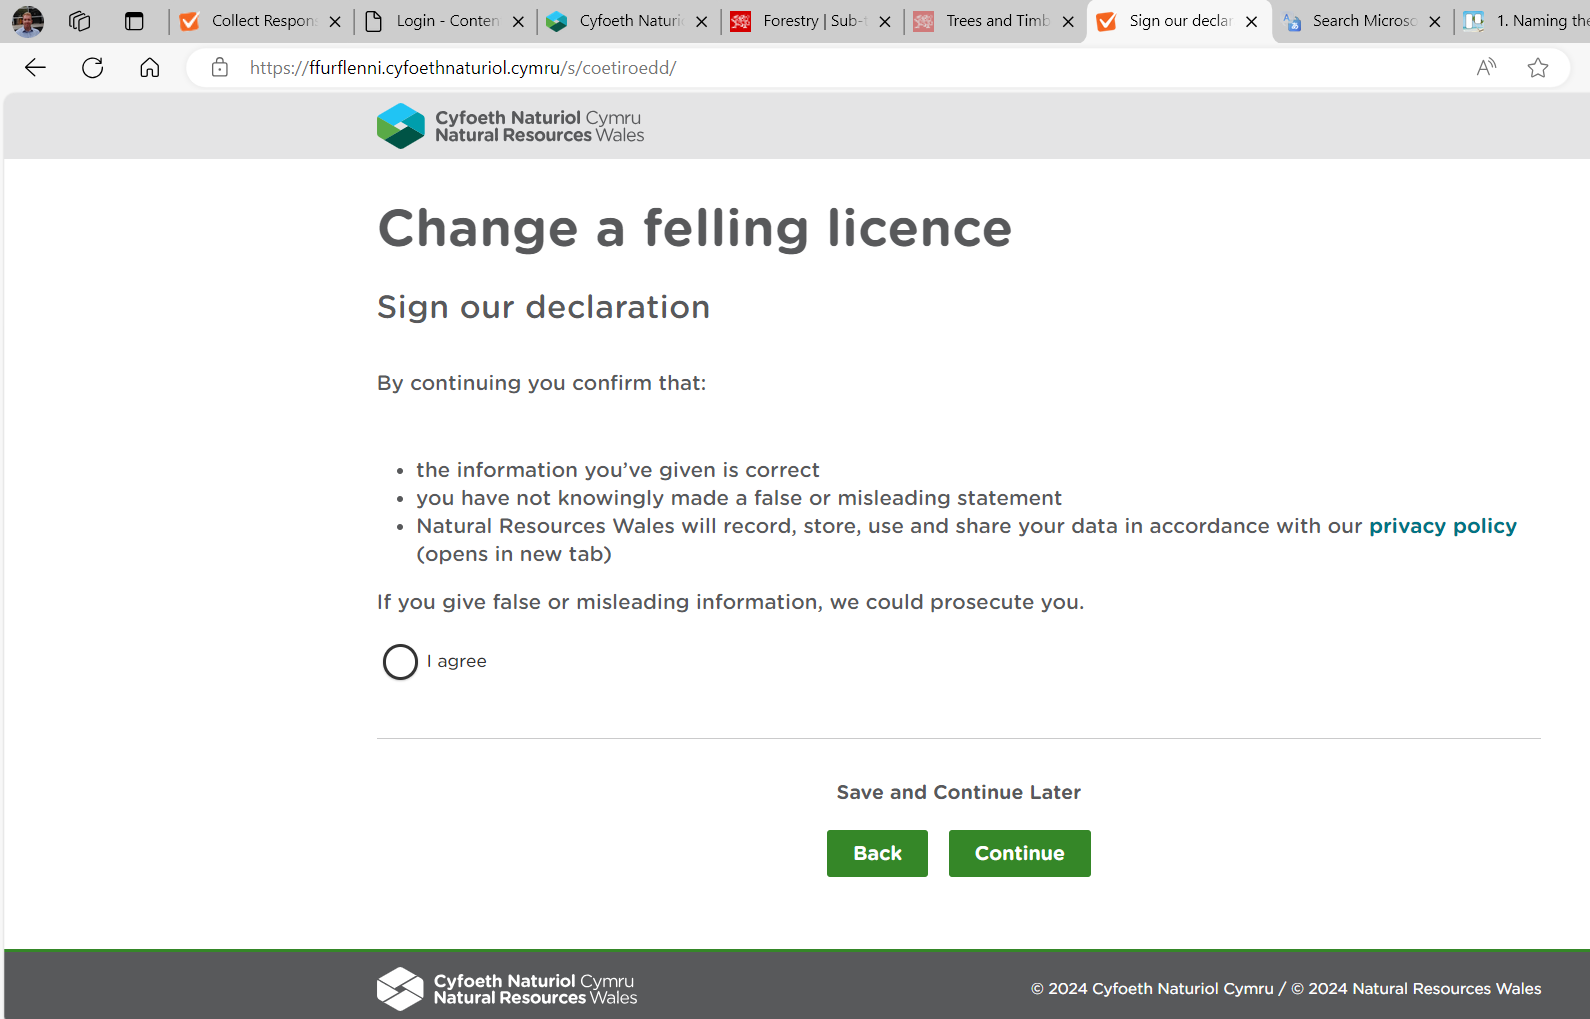 Collect Respon
Login - Conten
Cyfoeth Naturi
Forestry | Sub-t
Trees and Timb
Sign our declar
Search Microso
1. Naming the
https://ffurflenni.cyfoethnaturiol.cymru/s/coetiroedd/
Cyfoeth Naturiol Cymru
Natural Resources Wales
Change a felling licence
Sign our declaration
By continuing you confirm that:
• the information you’ve given is correct
• you have not knowingly made a false or misleading statement
• Natural Resources Wales will record, store, use and share your data in accordance with our privacy policy
(opens in new tab)
If you give false or misleading information, we could prosecute you.
I agree
Save and Continue Later
Back
Continue
Cyfoeth Naturiol Cymru
Natural Resources Wales
© 2024 Cyfoeth Naturiol Cymru / © 2024 Natural Resources Wales